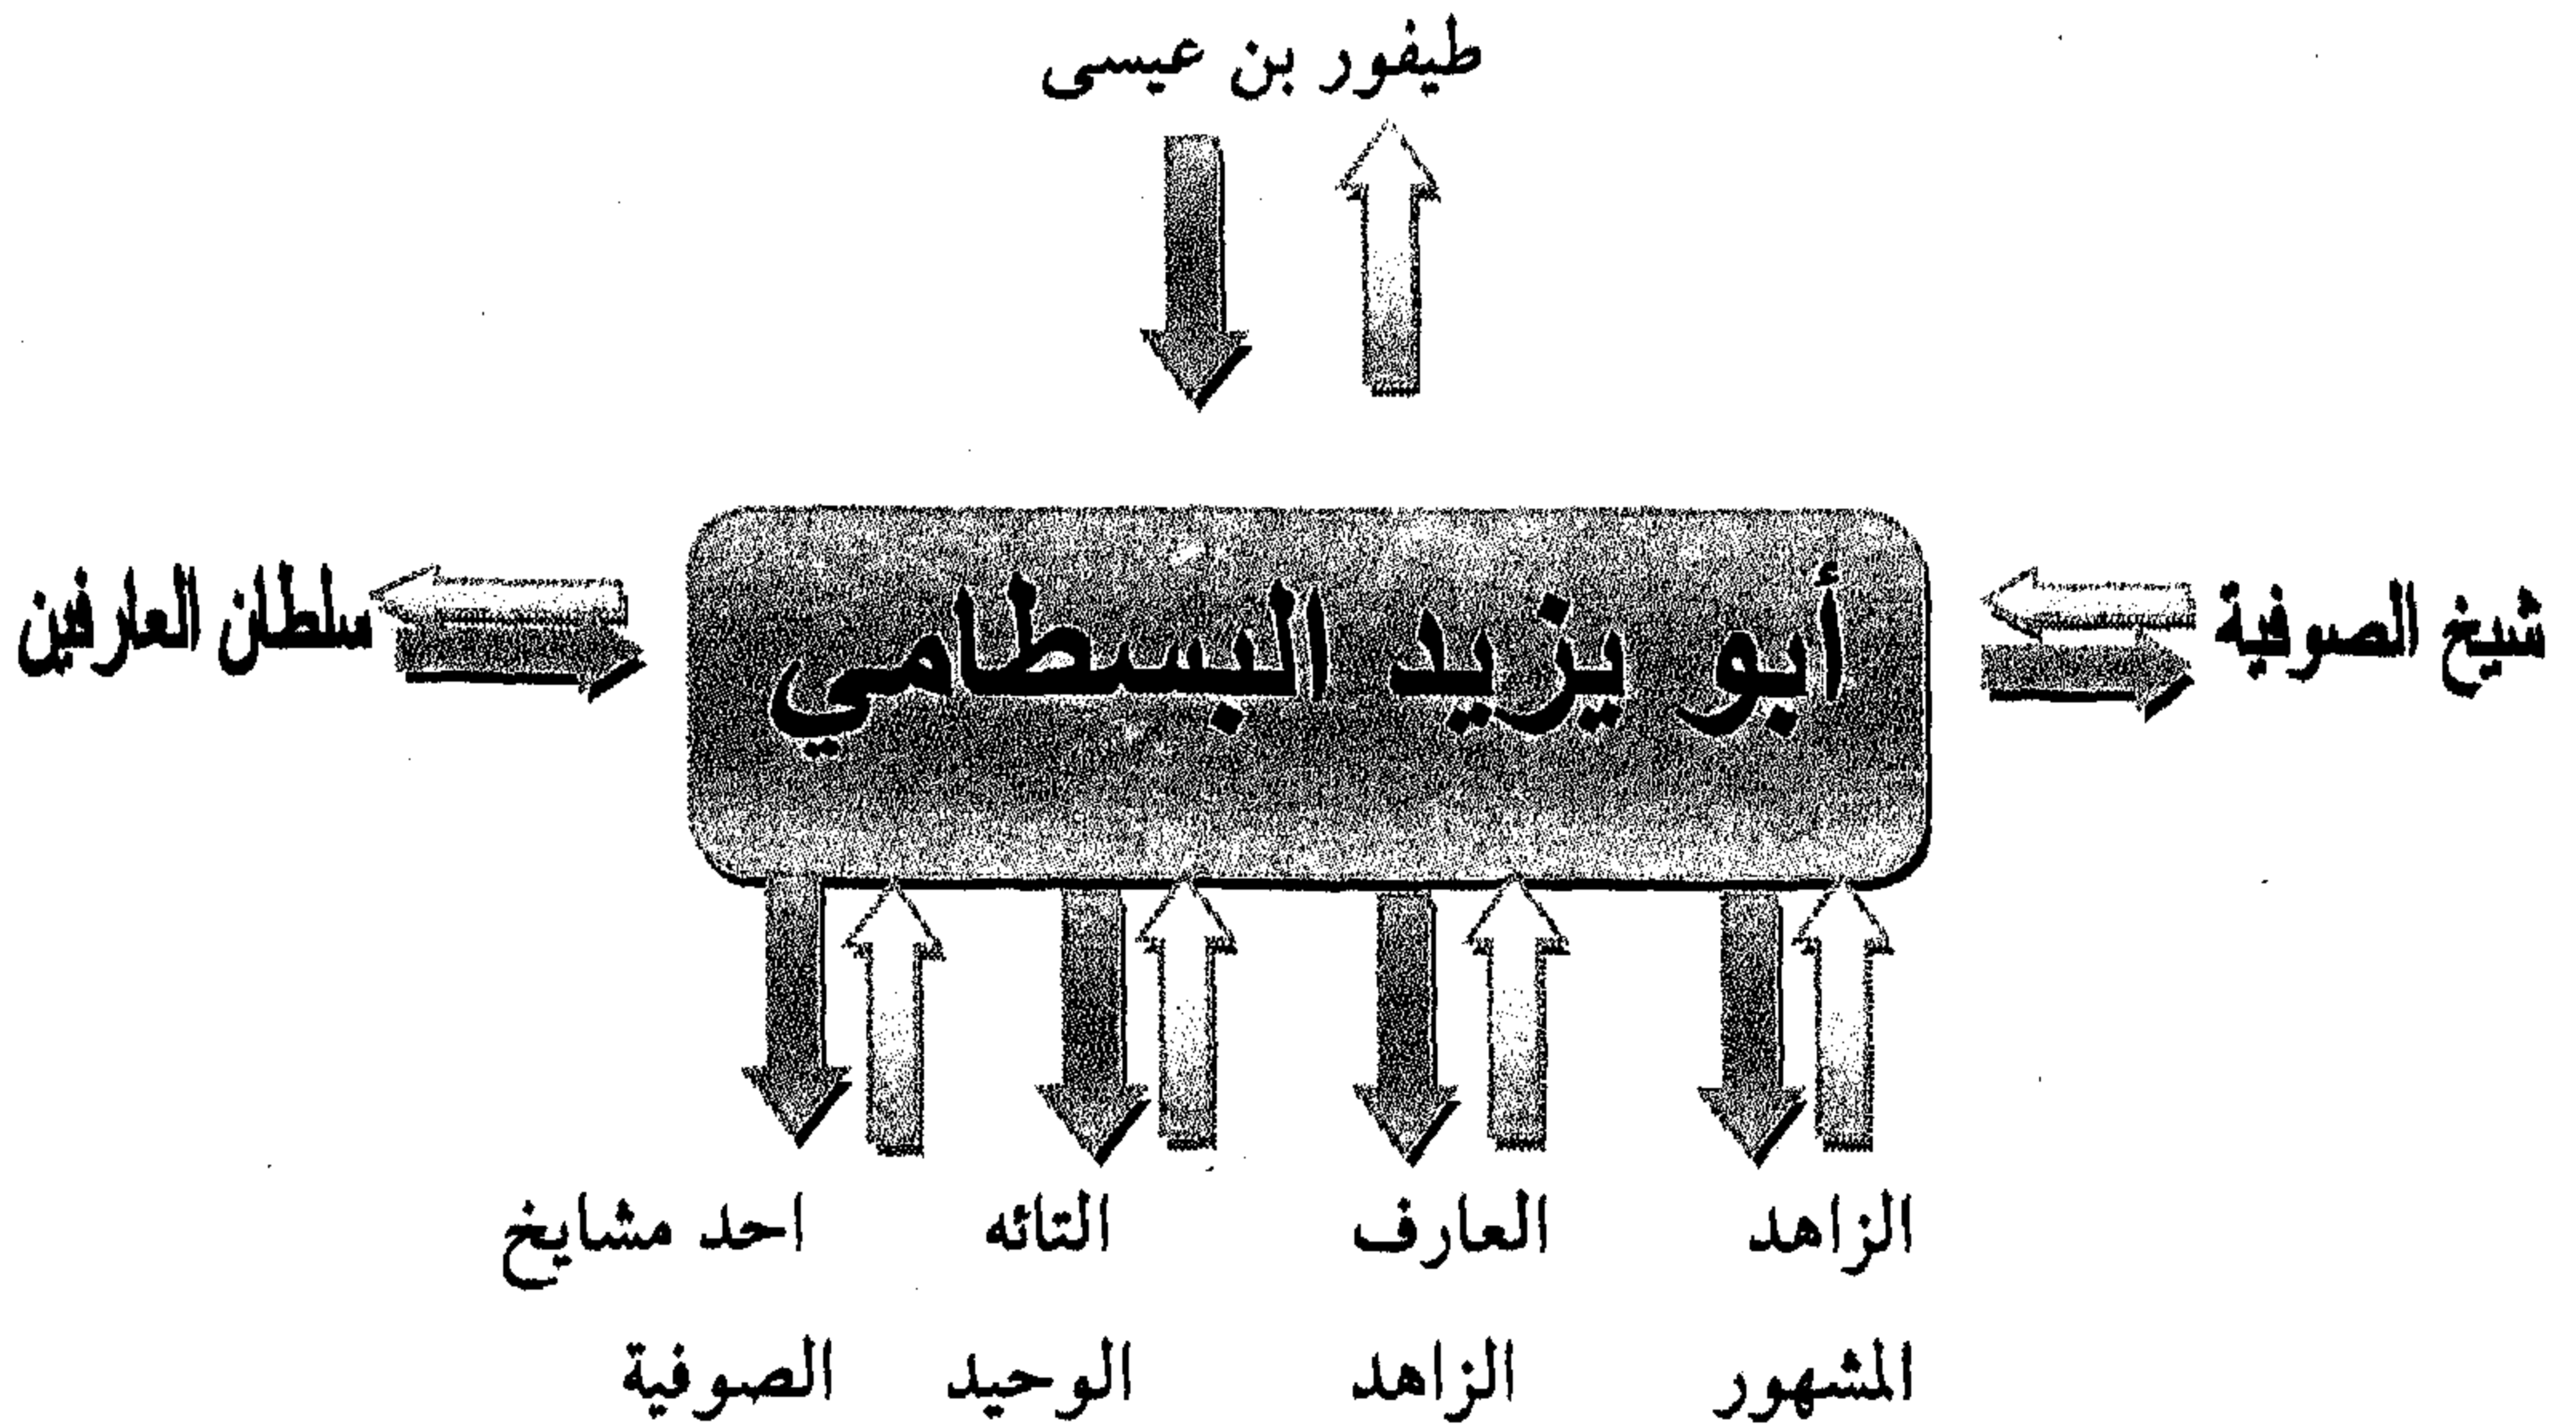 طيفور بن عيسى
شيخ الصوفية
أبو يزيد البسطامي
سلطان العارفين
الزاهد
المشهور
العارف
الزاهد
التائه
الوحيد
احد مشايخ
الصوفية